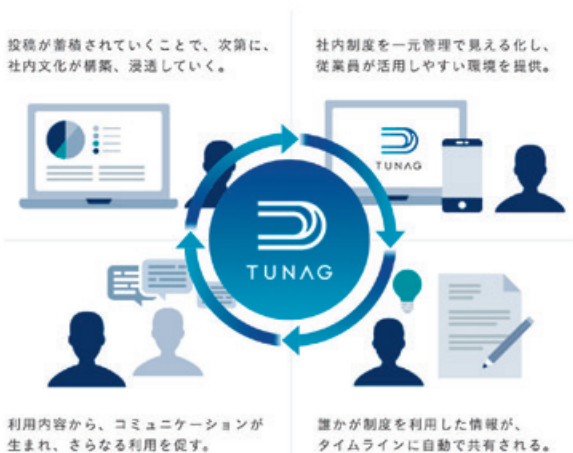 投稿が蓄積されていくことで、次第に、
社内文化が構築、浸透していく。
社内制度を一元管理で見える化し、
従業員が活用しやすい環境を提供。
TUNAG
TUNAG
利用内容から、コミュニケーションが
生まれ、さらなる利用を促す。
誰かが制度を利用した情報が、
タイムラインに自動で共有される。